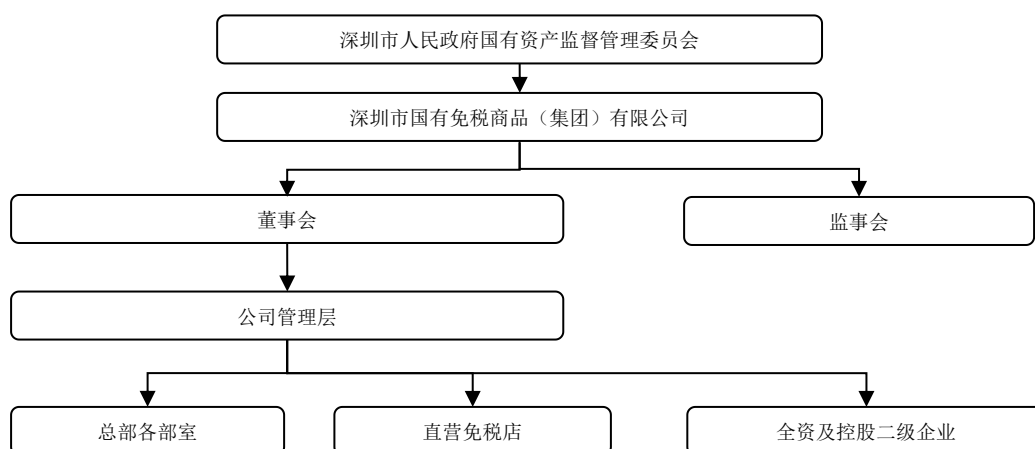 深圳市人民政府国有资产监督管理委员会
深圳市国有免税商品（集团）有限公司
董事会
监事会
公司管理层
总部各部室
直营免税店
全资及控股二级企业